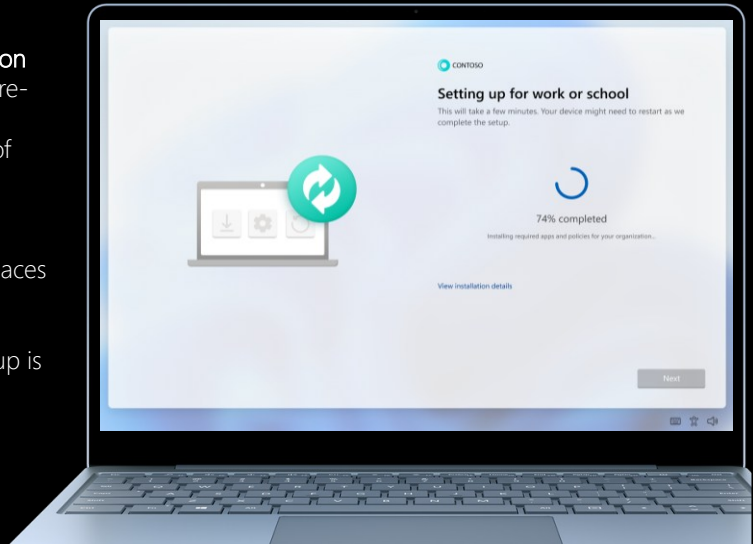 on
re-
of
aces
up is
CONTOSO
Setting up for work or school
This will take a few minutes. Your device might need to restart as we
complete the setup.
74% completed
Installing required apps and policies for your organization...
View installation details
Next